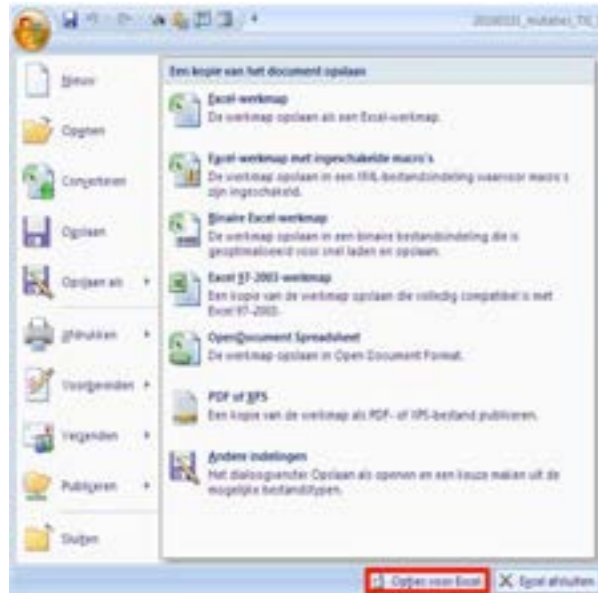 Nieuw
Openen
Converteren
Opslaan
Opslaan als
Afdrukken
Voorbereiden
Verzenden
Publiceren
Sluiten
Een kopie van het document opslaan
Excel-werkmap
De werkmap opslaan als een Excel-werkmap.
Excel-werkmap met ingeschakelde macro's
De werkmap opslaan in een XML-bestandsindeling waarvoor macro's
zijn ingeschakeld.
Binaire Excel-werkmap
De werkmap opslaan in een binaire bestandsindeling die is
geoptimaliseerd voor snel laden en opslaan.
Excel 97-2003-werkmap
Een kopie van de werkmap opslaan die volledig compatibel is met
Excel 97-2003.
OpenDocument Spreadsheet
De werkmap opslaan in Open Document Format.
PDF of XPS
Een kopie van de werkmap als PDF- of XPS-bestand publiceren.
Andere indelingen
Het dialoogvenster Opslaan als openen en een keuze maken uit de
mogelijke bestandstypen.
Opties voor Excel
Excel afsluiten